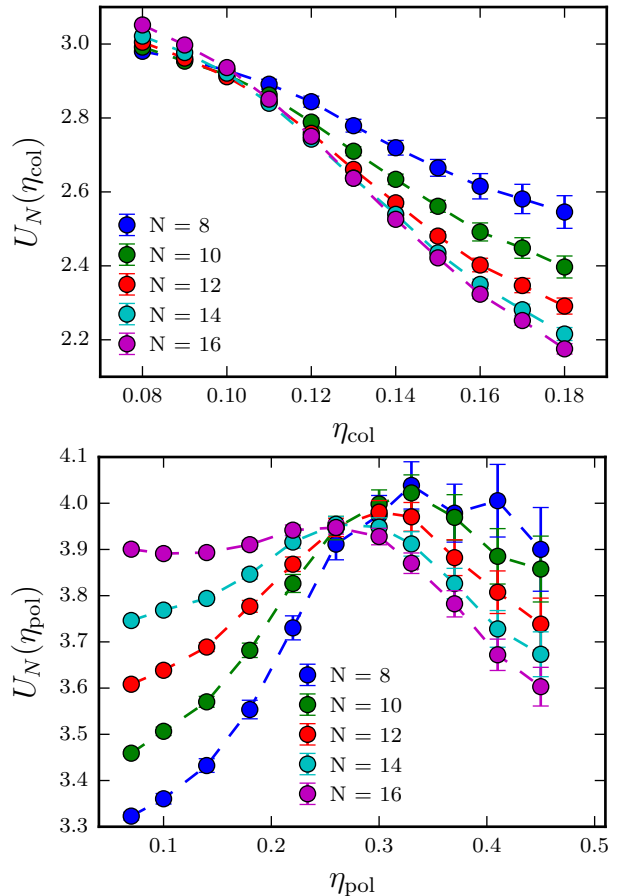 3.0
2.8
2.6
2.4
2.2
U_N(η_col)
N = 8
N = 10
N = 12
N = 14
N = 16
0.08 0.10 0.12 0.14 0.16 0.18
η_col
4.1
4.0
3.9
3.8
3.7
3.6
3.5
3.4
3.3
U_N(η_pol)
N = 8
N = 10
N = 12
N = 14
N = 16
0.1 0.2 0.3 0.4 0.5
η_pol